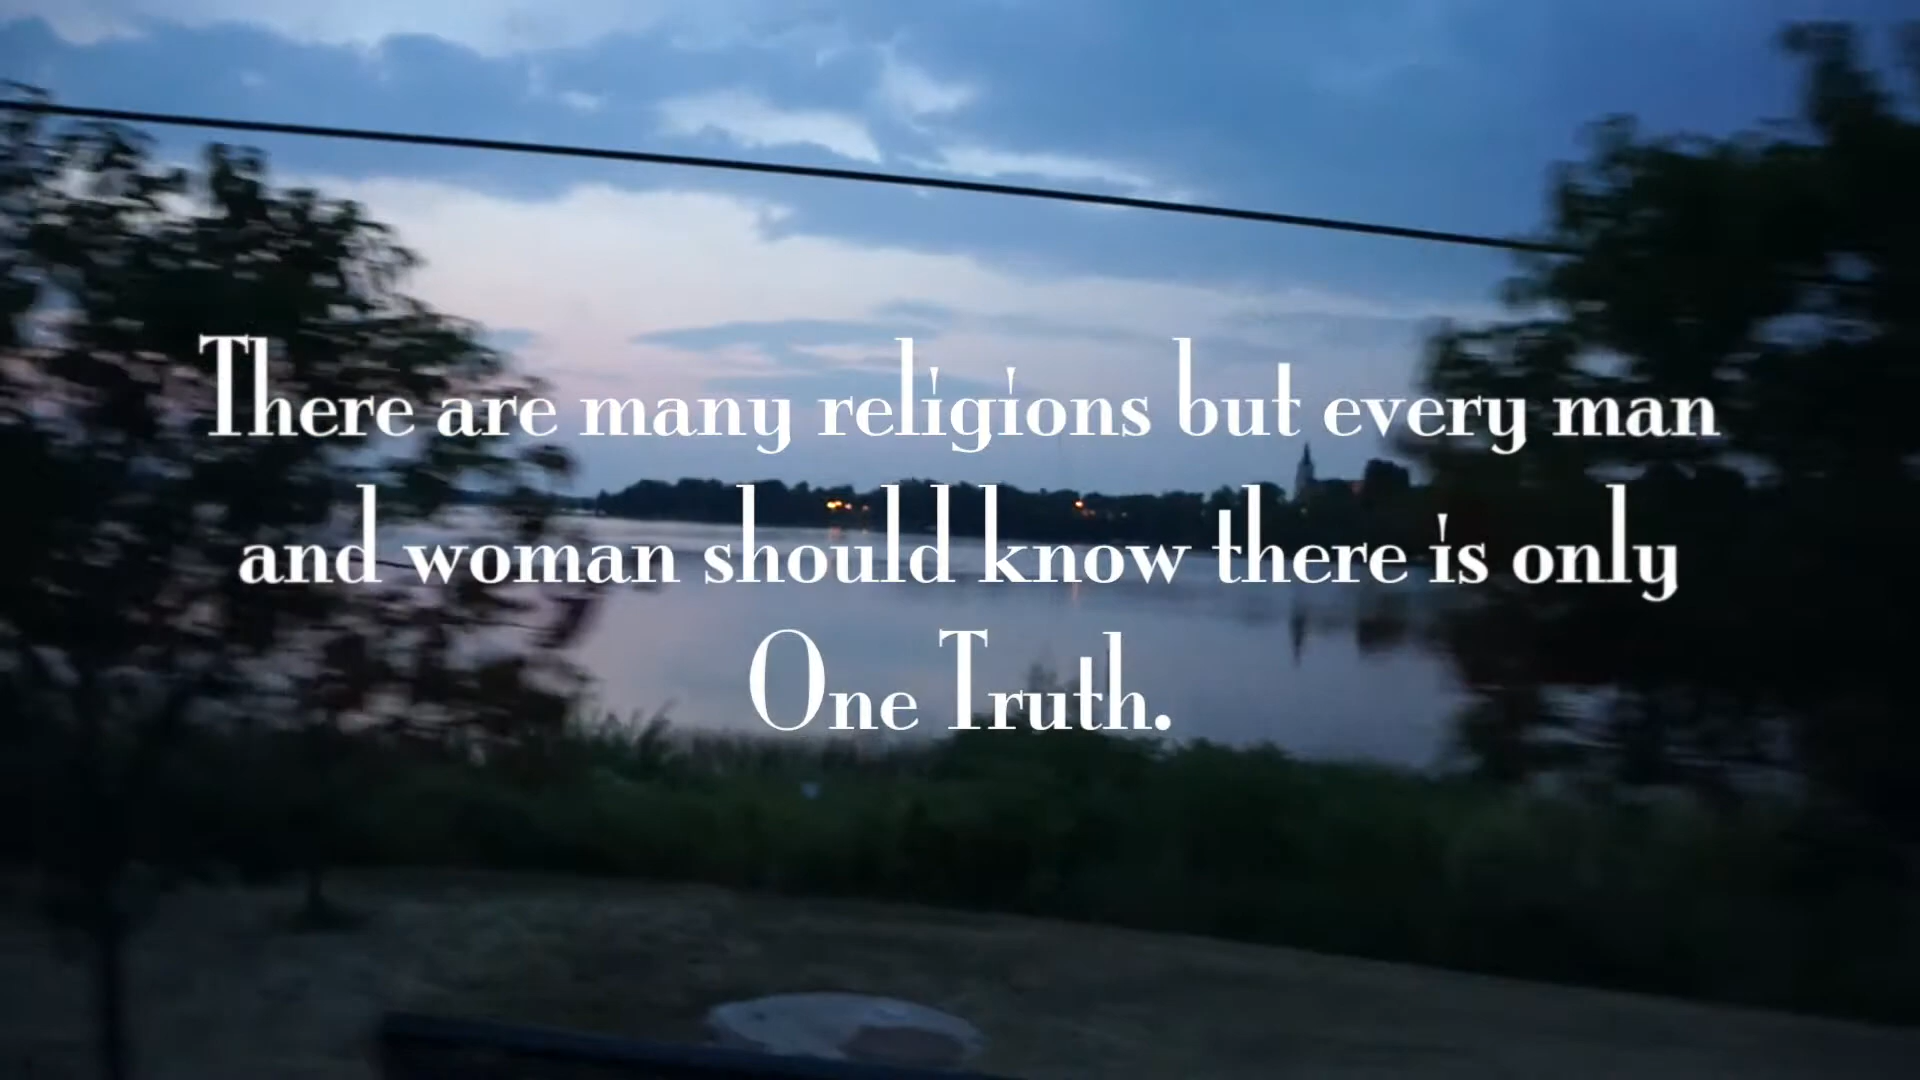 There are many religions but every man
and woman should know there is only
One Truth.